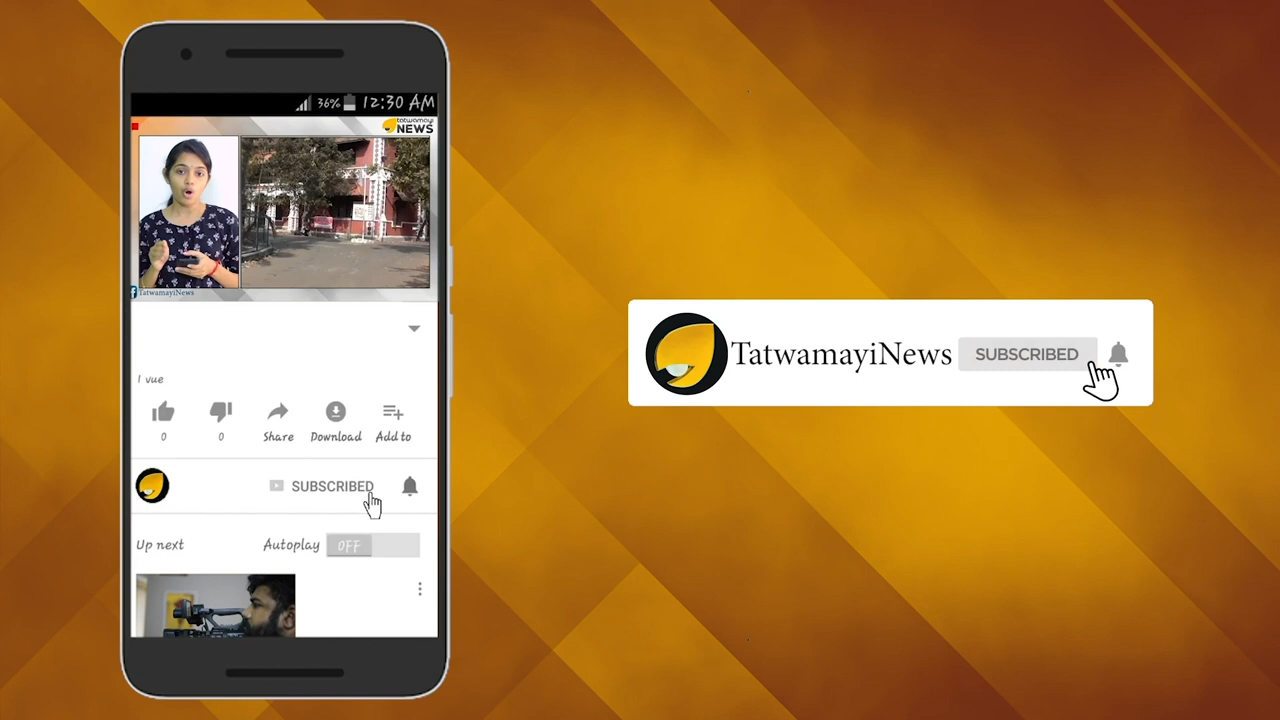 36% 12:30 AM
tatwamayi
NEWS
TatwamayiNews
1 vue
0 0 Share Download Add to
SUBSCRIBED
Up next Autoplay OFF
TatwamayiNews SUBSCRIBED